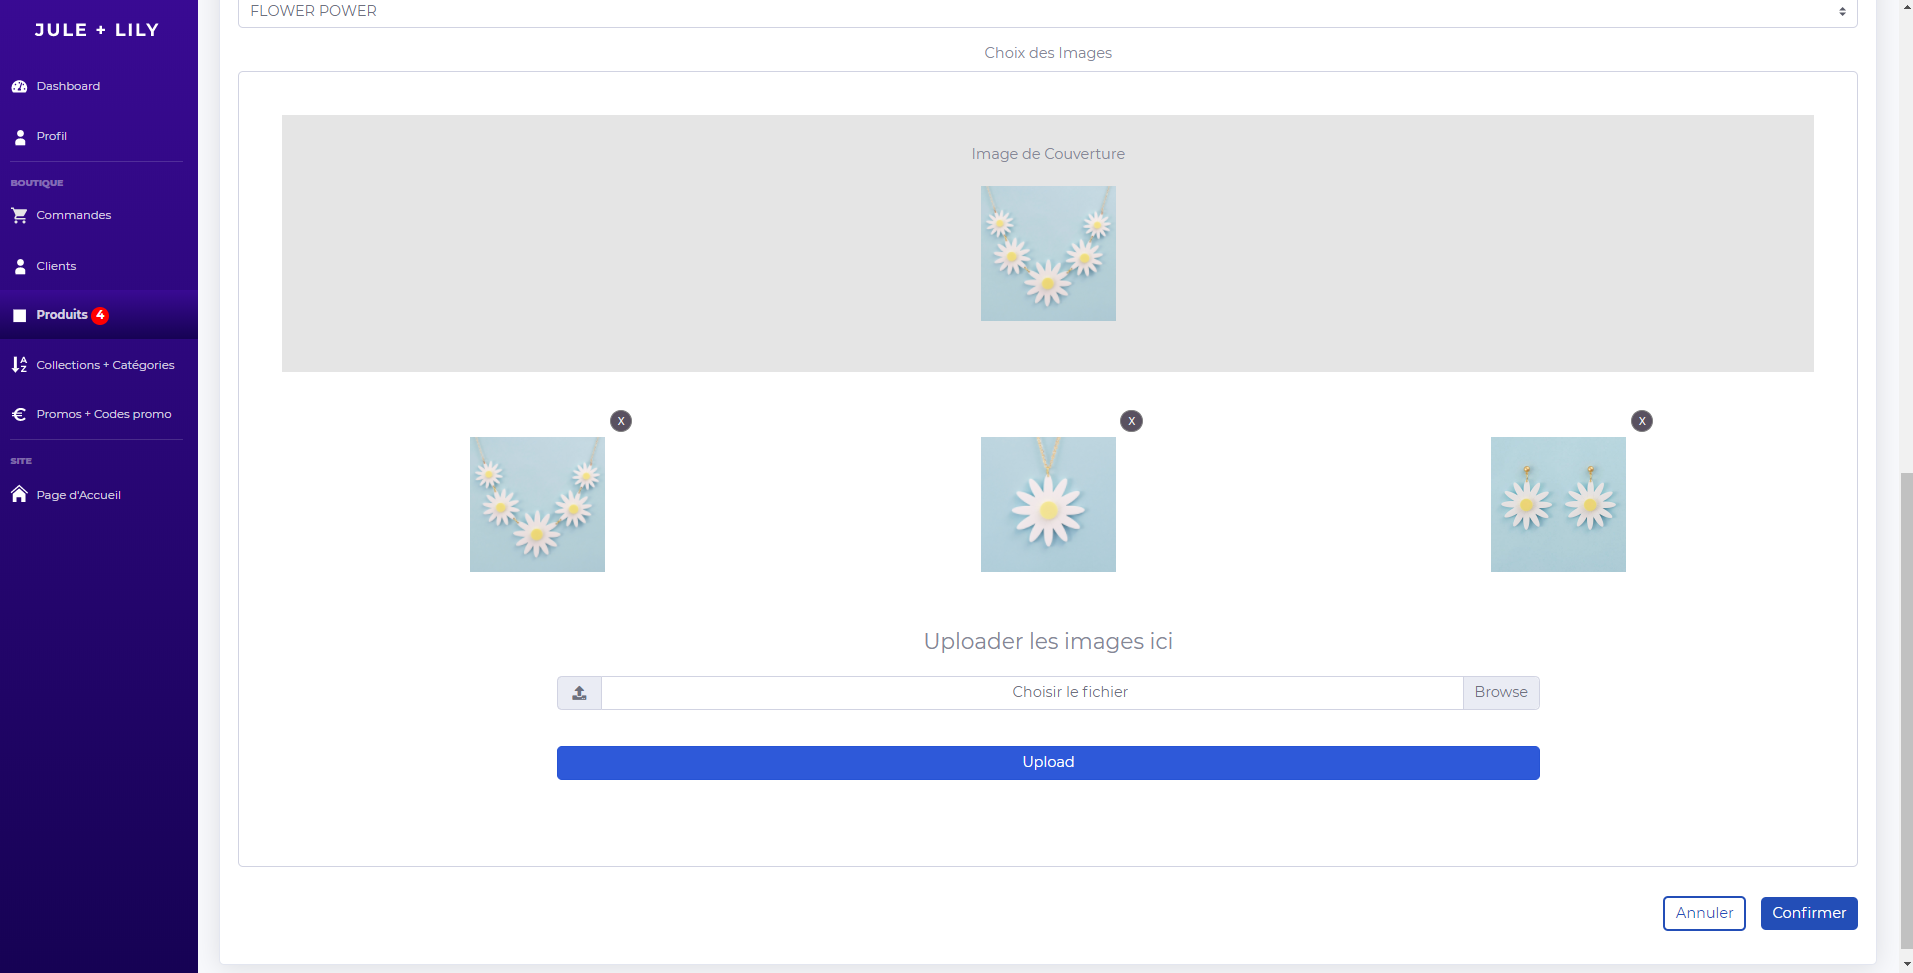 JULE + LILY
Dashboard
Profil
BOUTIQUE
Commandes
Clients
Produits 4
Collections + Catégories
Promos + Codes promo
SITE
Page d'Accueil
FLOWER POWER
Choix des Images
Image de Couverture
X
X
X
Uploader les images ici
Choisir le fichier
Browse
Upload
Annuler
Confirmer